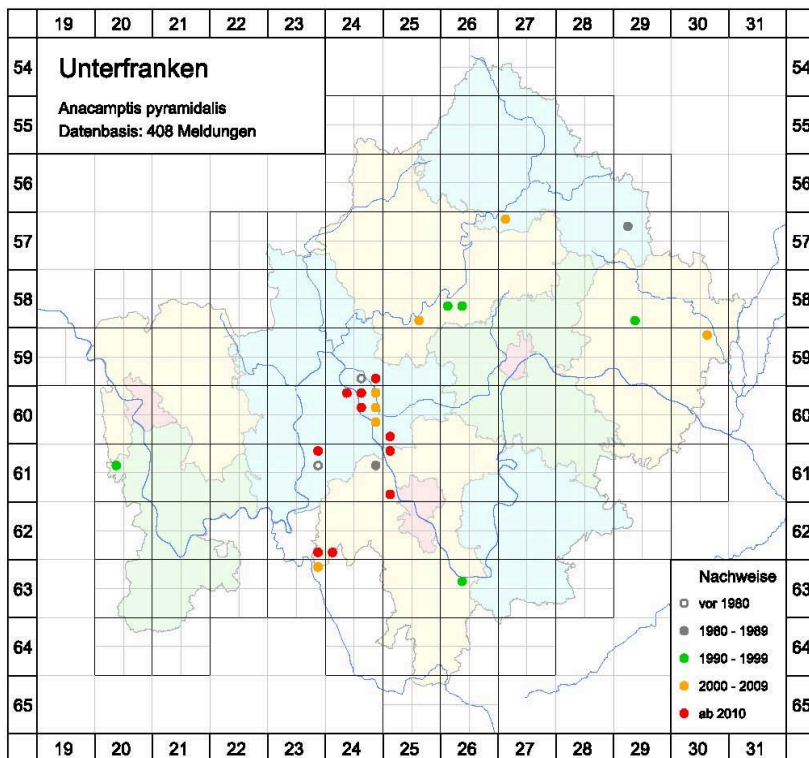 19 20 21 22 23 24 25 26 27 28 29 30 31
54 Unterfranken 54
Anacamptis pyramidalis
55 Datenbasis: 408 Meldungen 55
56 56
57 57
58 58
59 59
60 60
61 61
62 62
63 Nachweise 63
vor 1980
1980 - 1989
64 1990 - 1999 64
2000 - 2009
65 ab 2010 65
19 20 21 22 23 24 25 26 27 28 29 30 31